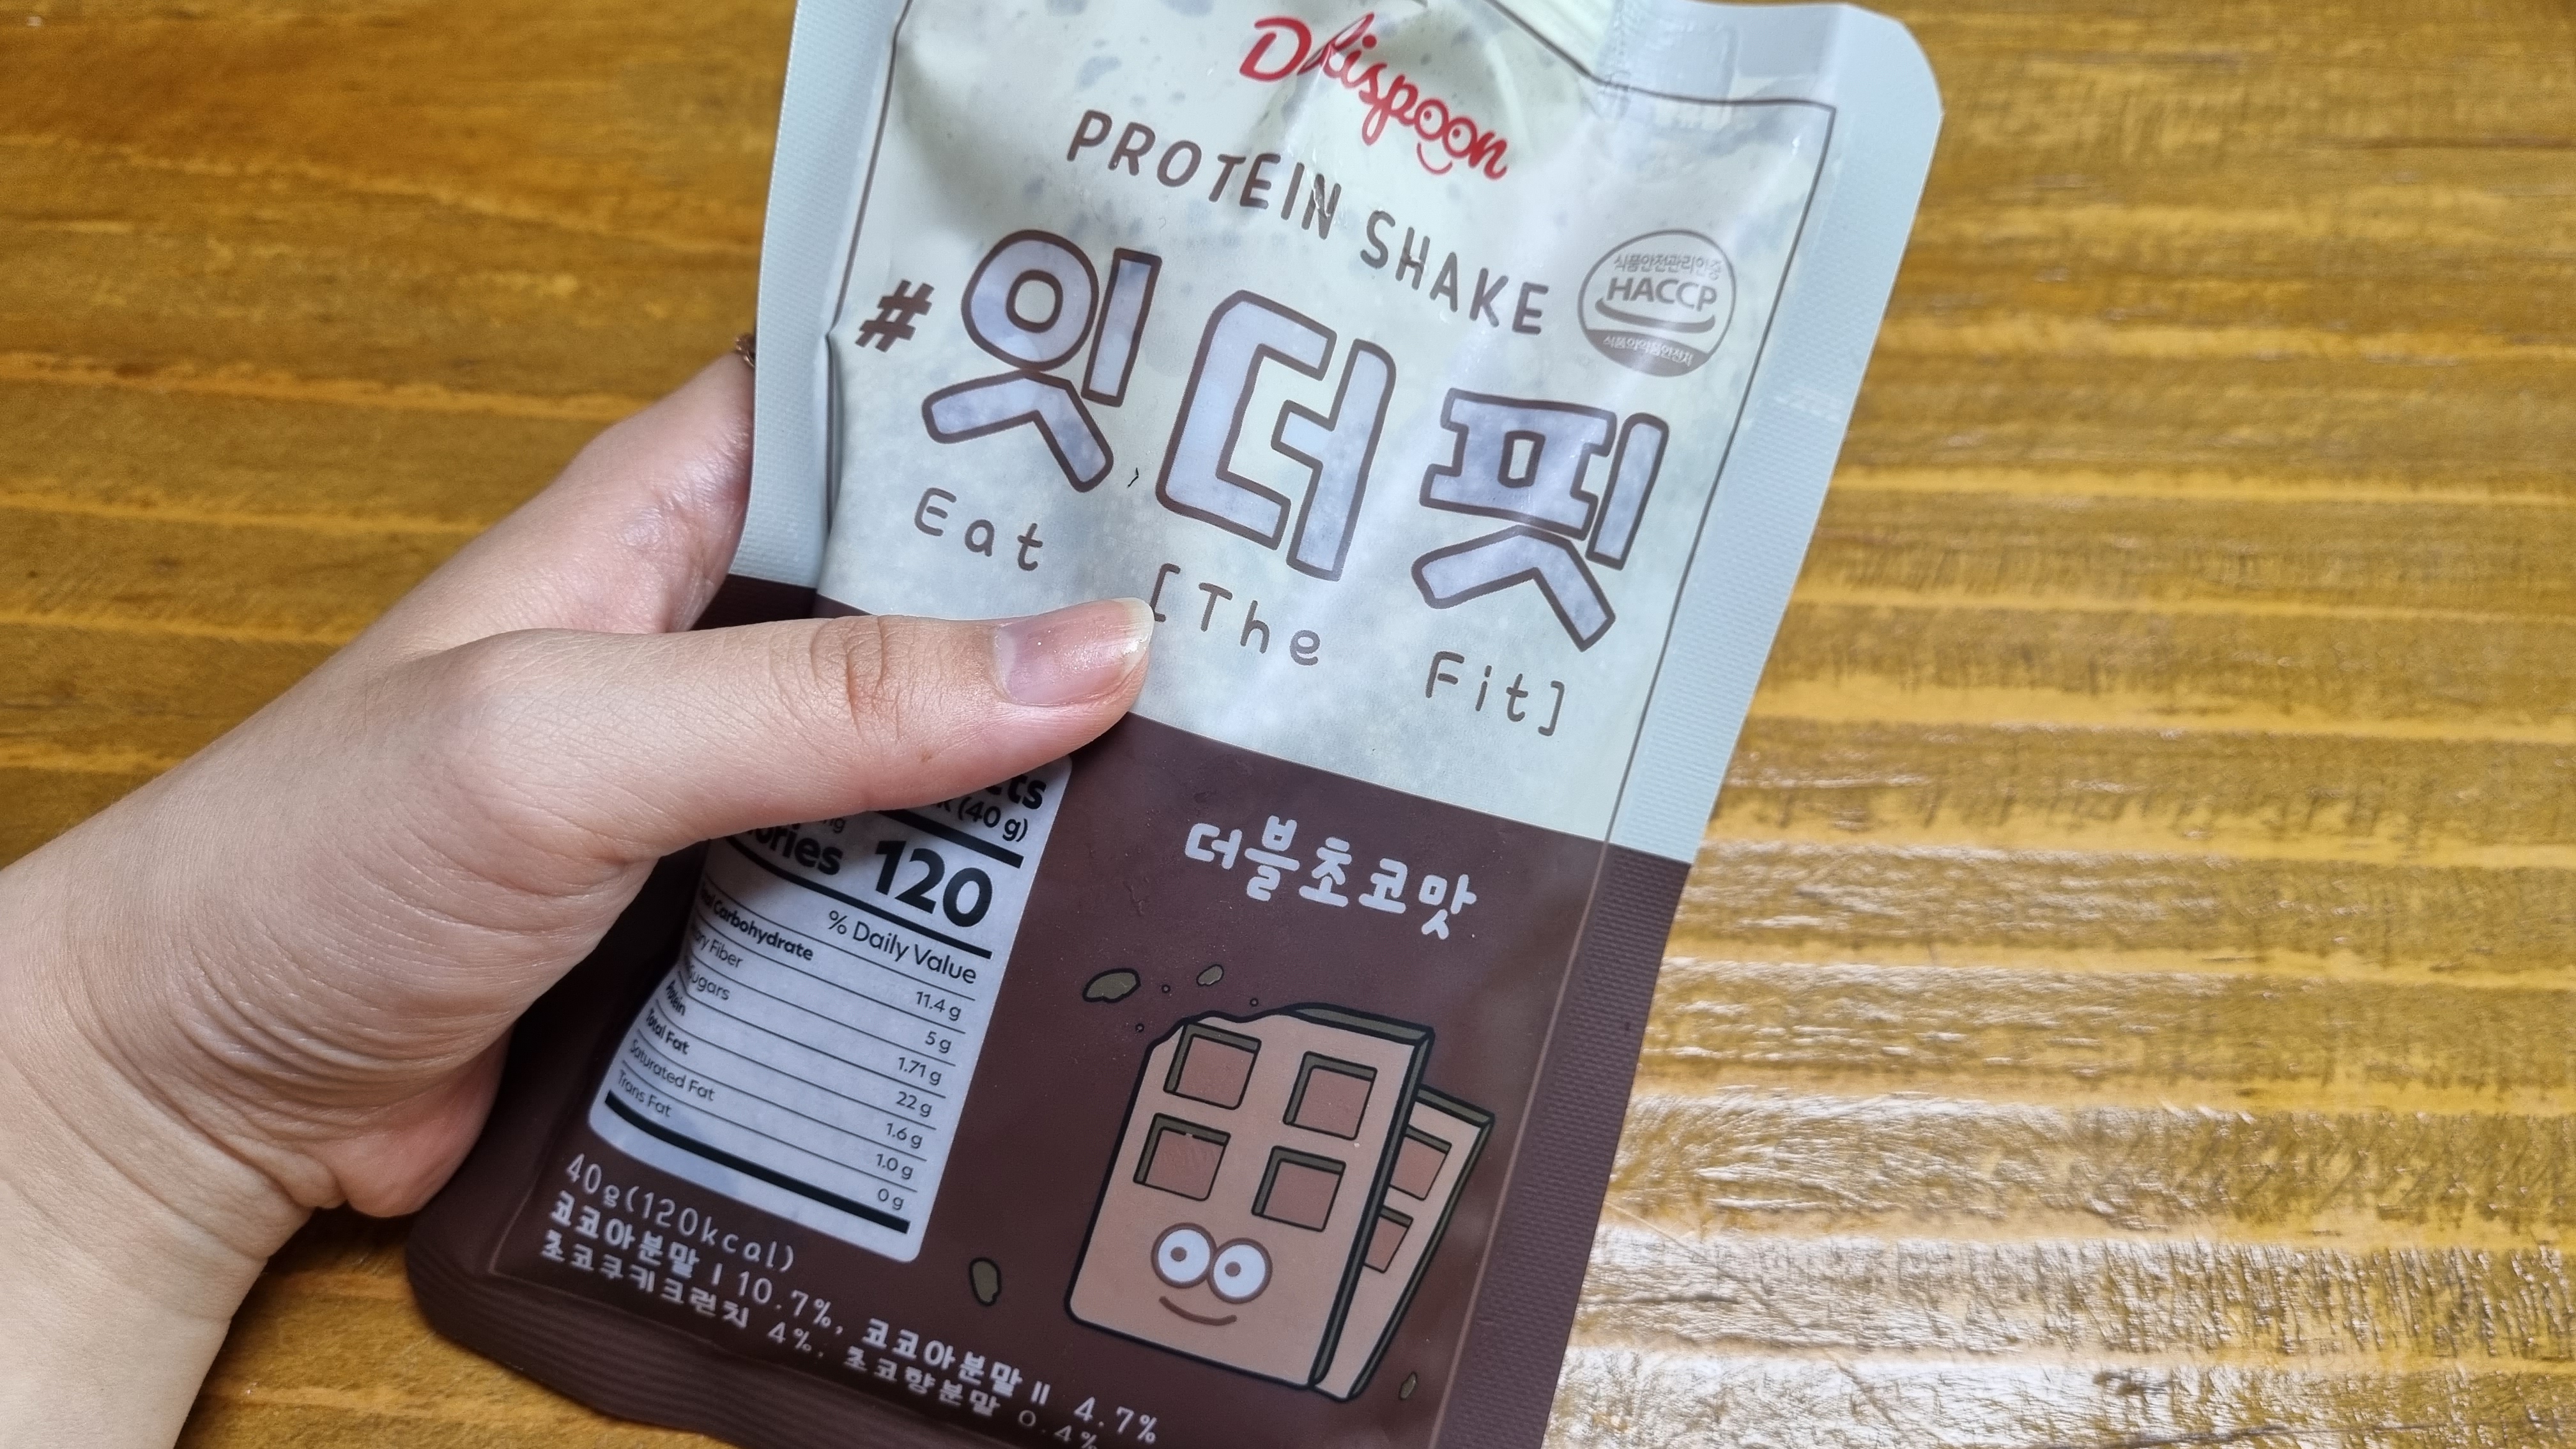 Dhispoon
PROTEIN SHAKE
식품안전관리인증
HACCP
식품의약품안전처
#잇더핏
Eat [The Fit]
(40 g)
120
% Daily Value
Carbohydrate 11.4 g
Fiber 5 g
Sugars 1.71 g
Protein 22 g
Total Fat 1.6 g
Saturated Fat 1.0 g
Trans Fat 0 g
더블초코맛
40g(120kcal)
코코아분말 I 10.7%, 코코아분말 II 4.7%
초코쿠키크런치 4%, 초코향분말 0.4%